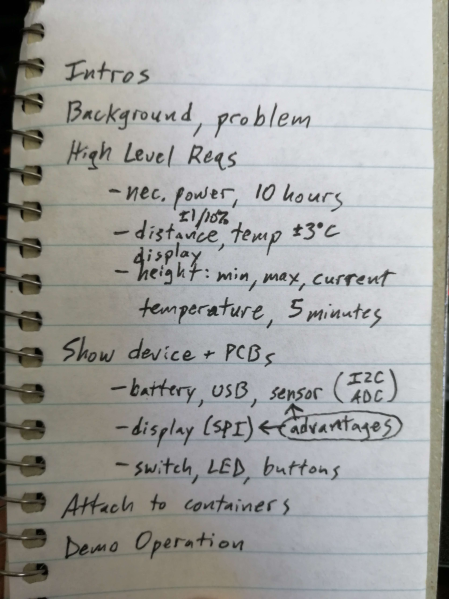 Intros
Background, problem
High Level Reqs
- nec. power, 10 hours
±1/10%
- distance, temp ±3°C
display
- height: min, max, current
temperature, 5 minutes
Show device + PCBs
- battery, USB, sensor (I2C ADC)
- display (SPI) ← advantages
- switch, LED, buttons
Attach to containers
Demo Operation